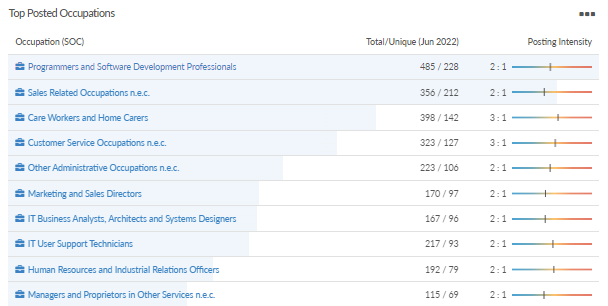 Top Posted Occupations
Occupation (SOC) Total/Unique (Jun 2022) Posting Intensity
Programmers and Software Development Professionals 485 / 228 2 : 1
Sales Related Occupations n.e.c. 356 / 212 2 : 1
Care Workers and Home Carers 398 / 142 3 : 1
Customer Service Occupations n.e.c. 323 / 127 3 : 1
Other Administrative Occupations n.e.c. 223 / 106 2 : 1
Marketing and Sales Directors 170 / 97 2 : 1
IT Business Analysts, Architects and Systems Designers 167 / 96 2 : 1
IT User Support Technicians 217 / 93 2 : 1
Human Resources and Industrial Relations Officers 192 / 79 2 : 1
Managers and Proprietors in Other Services n.e.c. 115 / 69 2 : 1